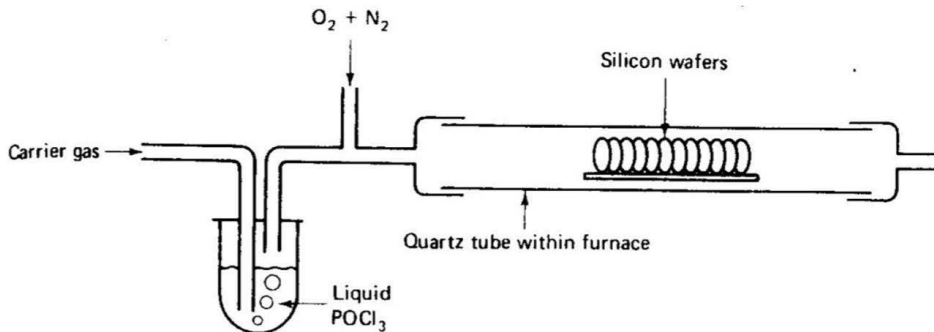 O₂ + N₂
Silicon wafers
Carrier gas
Quartz tube within furnace
Liquid
POCl₃